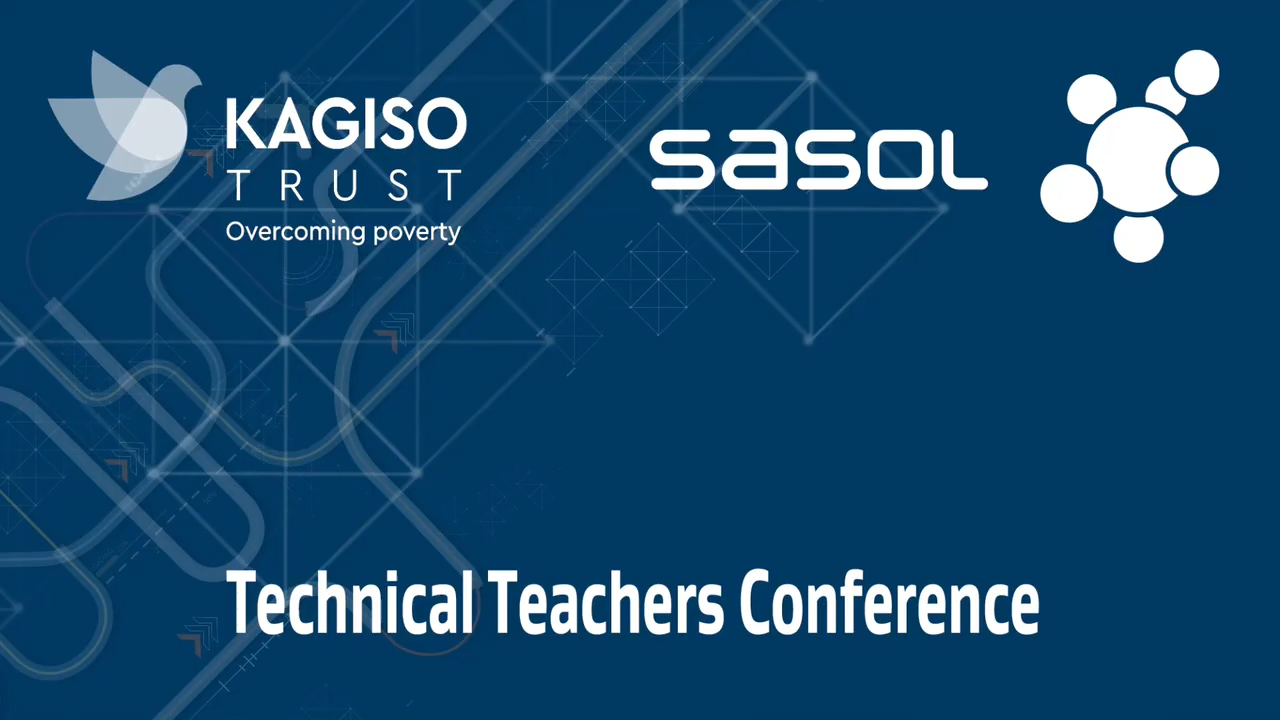 KAGISO
TRUST
Overcoming poverty
sasol
Technical Teachers Conference